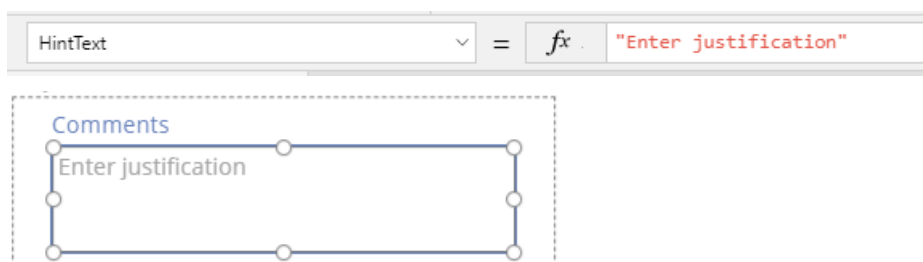 HintText = fx "Enter justification"
Comments
Enter justification